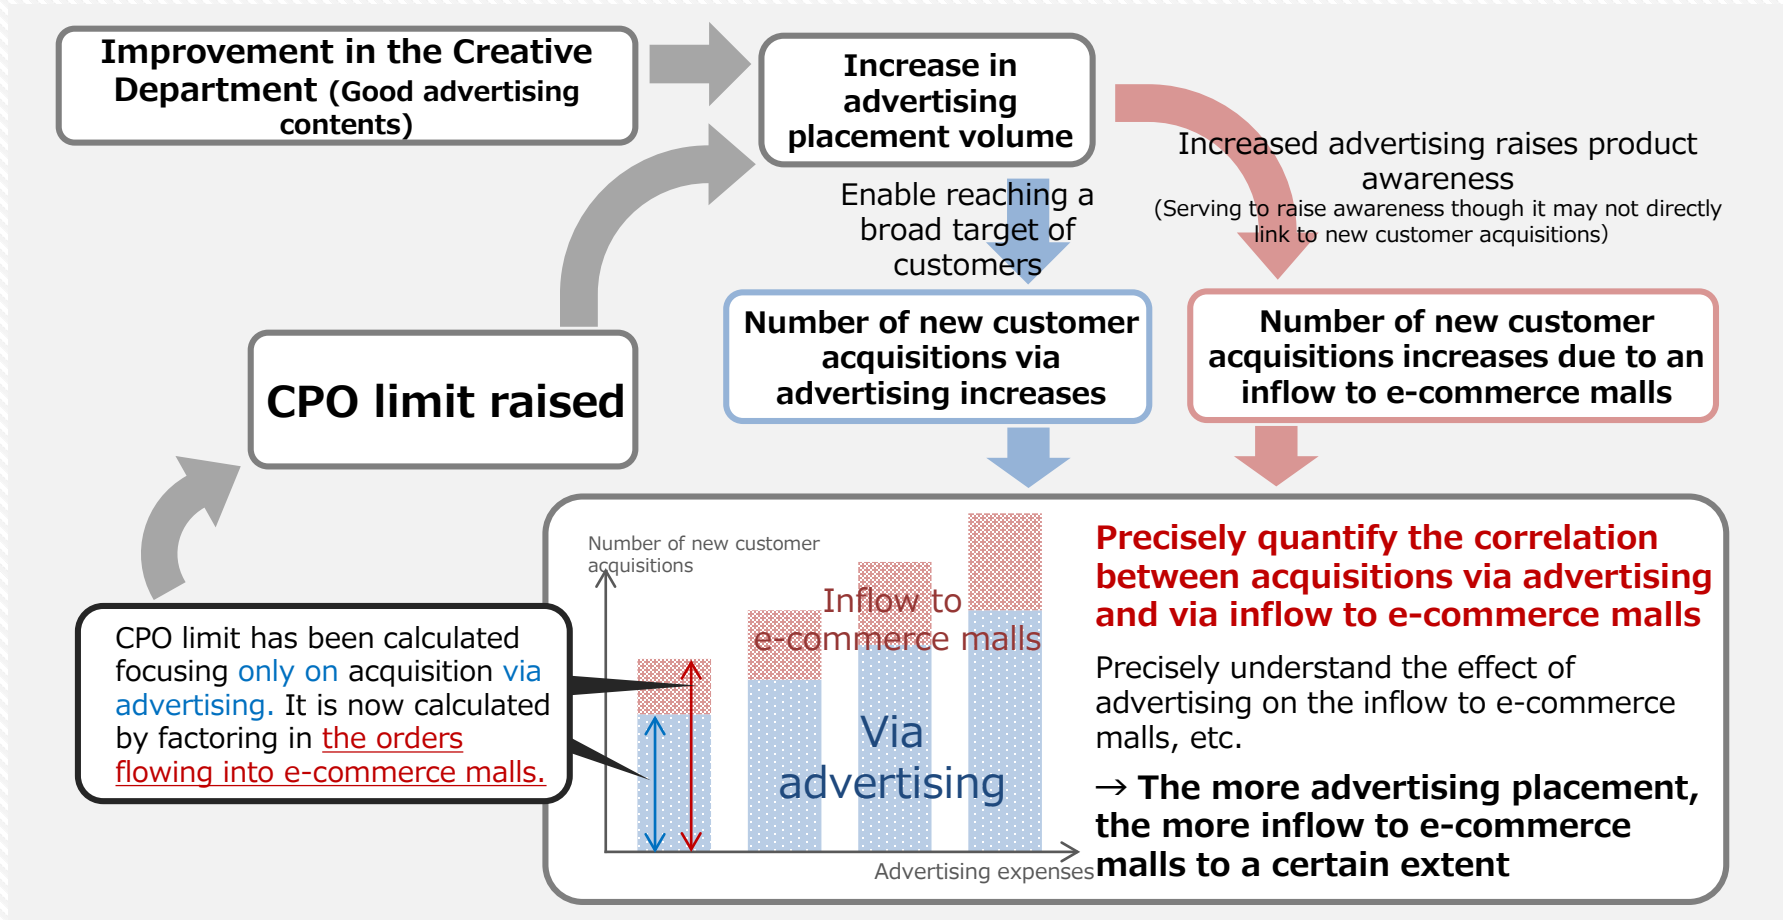 Improvement in the Creative
Department (Good advertising
contents)
Increase in
advertising
placement volume
Increased advertising raises product
awareness
(Serving to raise awareness though it may not directly
link to new customer acquisitions)
Enable reaching a
broad target of
customers
Number of new customer
acquisitions via
advertising increases
Number of new customer
acquisitions increases due to an
inflow to e-commerce malls
CPO limit raised
CPO limit has been calculated
focusing only on acquisition via
advertising. It is now calculated
by factoring in the orders
flowing into e-commerce malls.
Number of new customer
acquisitions
Inflow to
e-commerce malls
Via
advertising
Advertising expenses
Precisely quantify the correlation
between acquisitions via advertising
and via inflow to e-commerce malls
Precisely understand the effect of
advertising on the inflow to e-commerce
malls, etc.
→ The more advertising placement,
the more inflow to e-commerce
malls to a certain extent